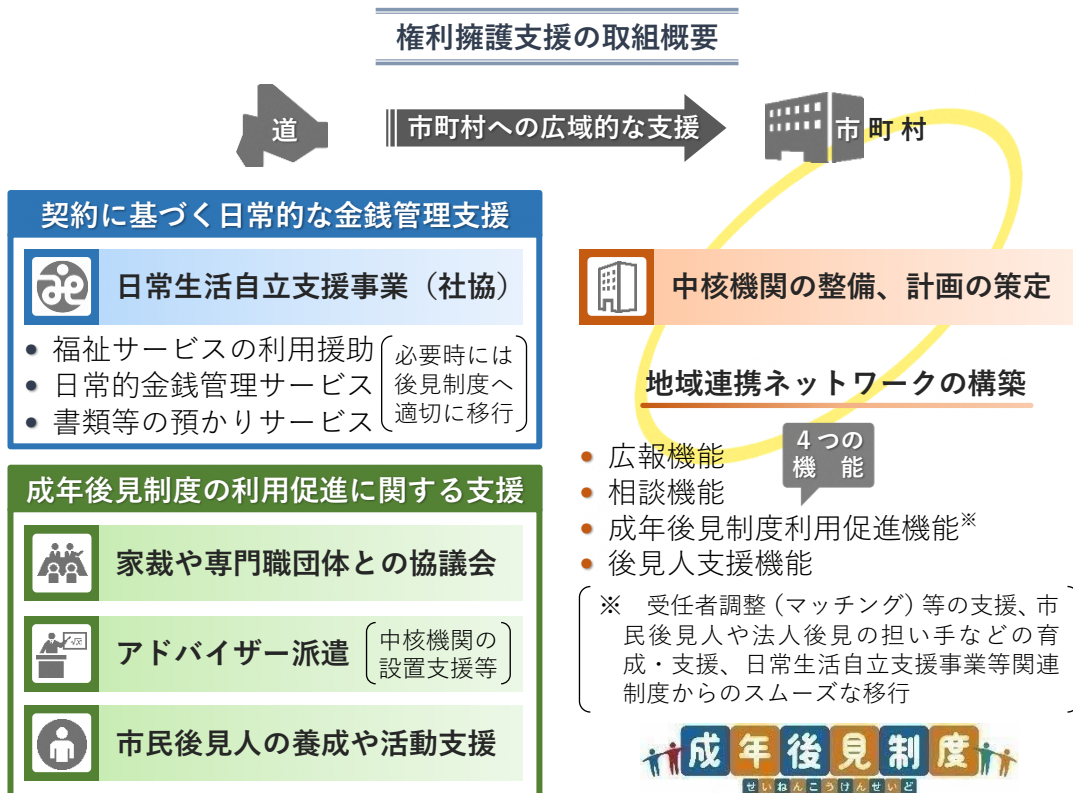 権利擁護支援の取組概要
道
市町村への広域的な支援
市町村
契約に基づく日常的な金銭管理支援
日常生活自立支援事業（社協）
• 福祉サービスの利用援助
• 日常的金銭管理サービス
• 書類等の預かりサービス
必要時には
後見制度へ
適切に移行
成年後見制度の利用促進に関する支援
家裁や専門職団体との協議会
アドバイザー派遣
中核機関の
設置支援等
市民後見人の養成や活動支援
中核機関の整備、計画の策定
地域連携ネットワークの構築
４つの
機 能
• 広報機能
• 相談機能
• 成年後見制度利用促進機能※
• 後見人支援機能
※ 受任者調整（マッチング）等の支援、市
民後見人や法人後見の担い手などの育
成・支援、日常生活自立支援事業等関連
制度からのスムーズな移行
成年後見制度
せいねんこうけんせいど